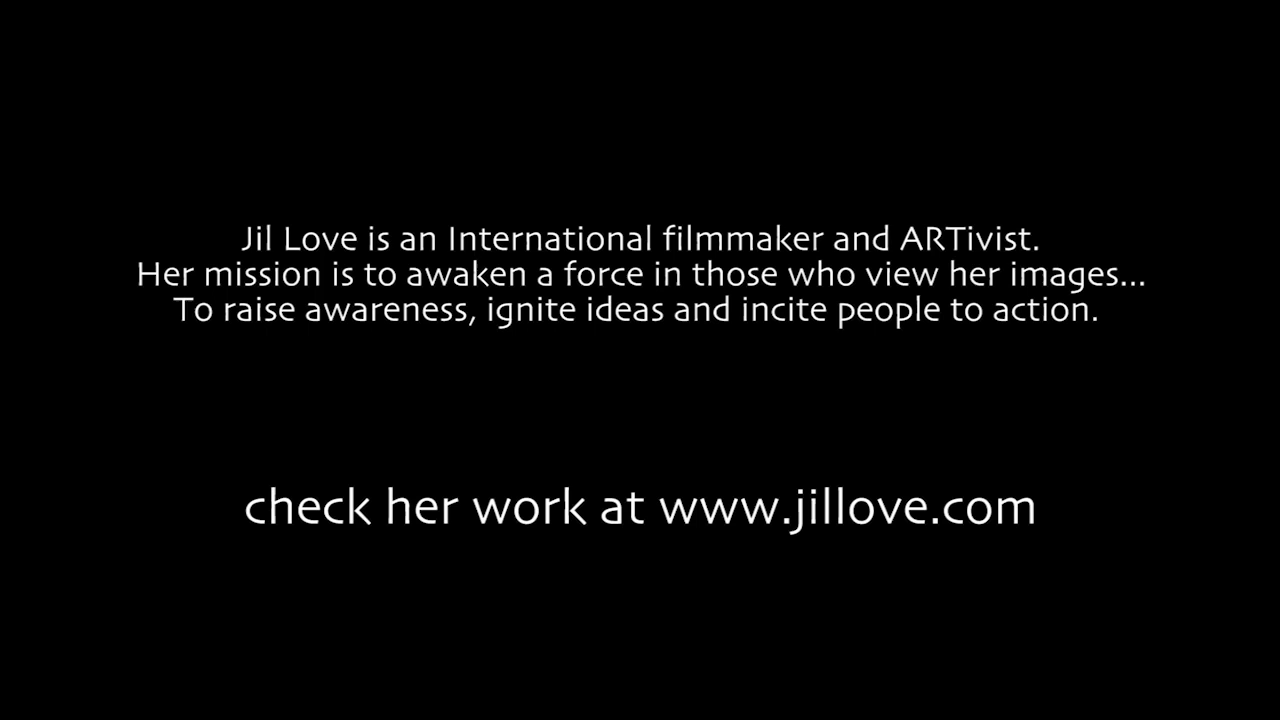 Jil Love is an International filmmaker and ARTivist.
Her mission is to awaken a force in those who view her images...
To raise awareness, ignite ideas and incite people to action.
check her work at www.jillove.com